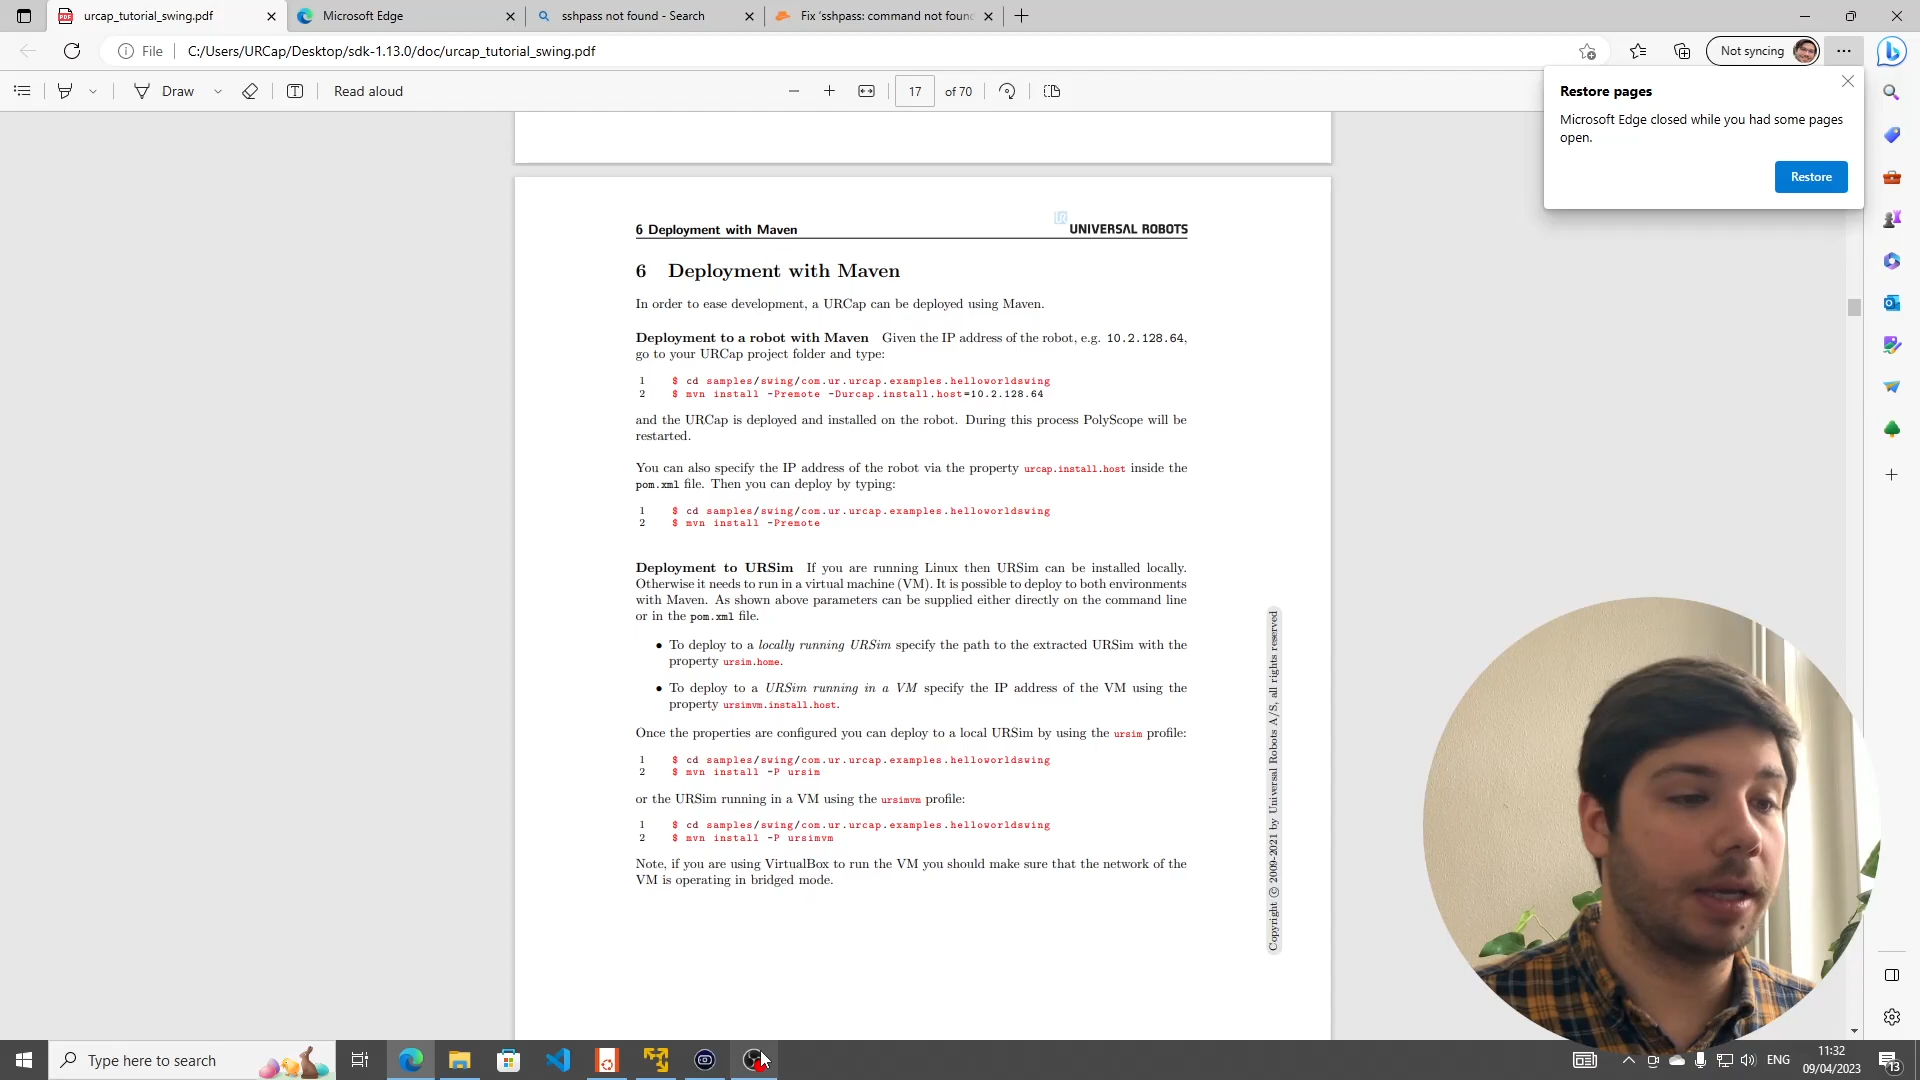 urcap_tutorial_swing.pdf
Microsoft Edge
sshpass not found - Search
Fix 'sshpass: command not found
File
C:/Users/URCap/Desktop/sdk-1.13.0/doc/urcap_tutorial_swing.pdf
Not syncing
Draw
Read aloud
17 of 70
Restore pages
Microsoft Edge closed while you had some pages
open.
Restore
6 Deployment with Maven
UNIVERSAL ROBOTS
6 Deployment with Maven
In order to ease development, a URCap can be deployed using Maven.
Deployment to a robot with Maven Given the IP address of the robot, e.g. 10.2.128.64,
go to your URCap project folder and type:
1 $ cd samples/swing/com.ur.urcap.examples.helloworldswing
2 $ mvn install -Premote -Durcap.install.host=10.2.128.64
and the URCap is deployed and installed on the robot. During this process PolyScope will be
restarted.
You can also specify the IP address of the robot via the property urcap.install.host inside the
pom.xml file. Then you can deploy by typing:
1 $ cd samples/swing/com.ur.urcap.examples.helloworldswing
2 $ mvn install -Premote
Deployment to URSim If you are running Linux then URSim can be installed locally.
Otherwise it needs to run in a virtual machine (VM). It is possible to deploy to both environments
with Maven. As shown above parameters can be supplied either directly on the command line
or in the pom.xml file.
• To deploy to a locally running URSim specify the path to the extracted URSim with the
property ursim.home.
• To deploy to a URSim running in a VM specify the IP address of the VM using the
property ursimvm.install.host.
Once the properties are configured you can deploy to a local URSim by using the ursim profile:
1 $ cd samples/swing/com.ur.urcap.examples.helloworldswing
2 $ mvn install -P ursim
or the URSim running in a VM using the ursimvm profile:
1 $ cd samples/swing/com.ur.urcap.examples.helloworldswing
2 $ mvn install -P ursimvm
Note, if you are using VirtualBox to run the VM you should make sure that the network of the
VM is operating in bridged mode.
Copyright © 2009-2021 by Universal Robots A/S, all rights reserved
Type here to search
ENG
11:32
09/04/2023
13